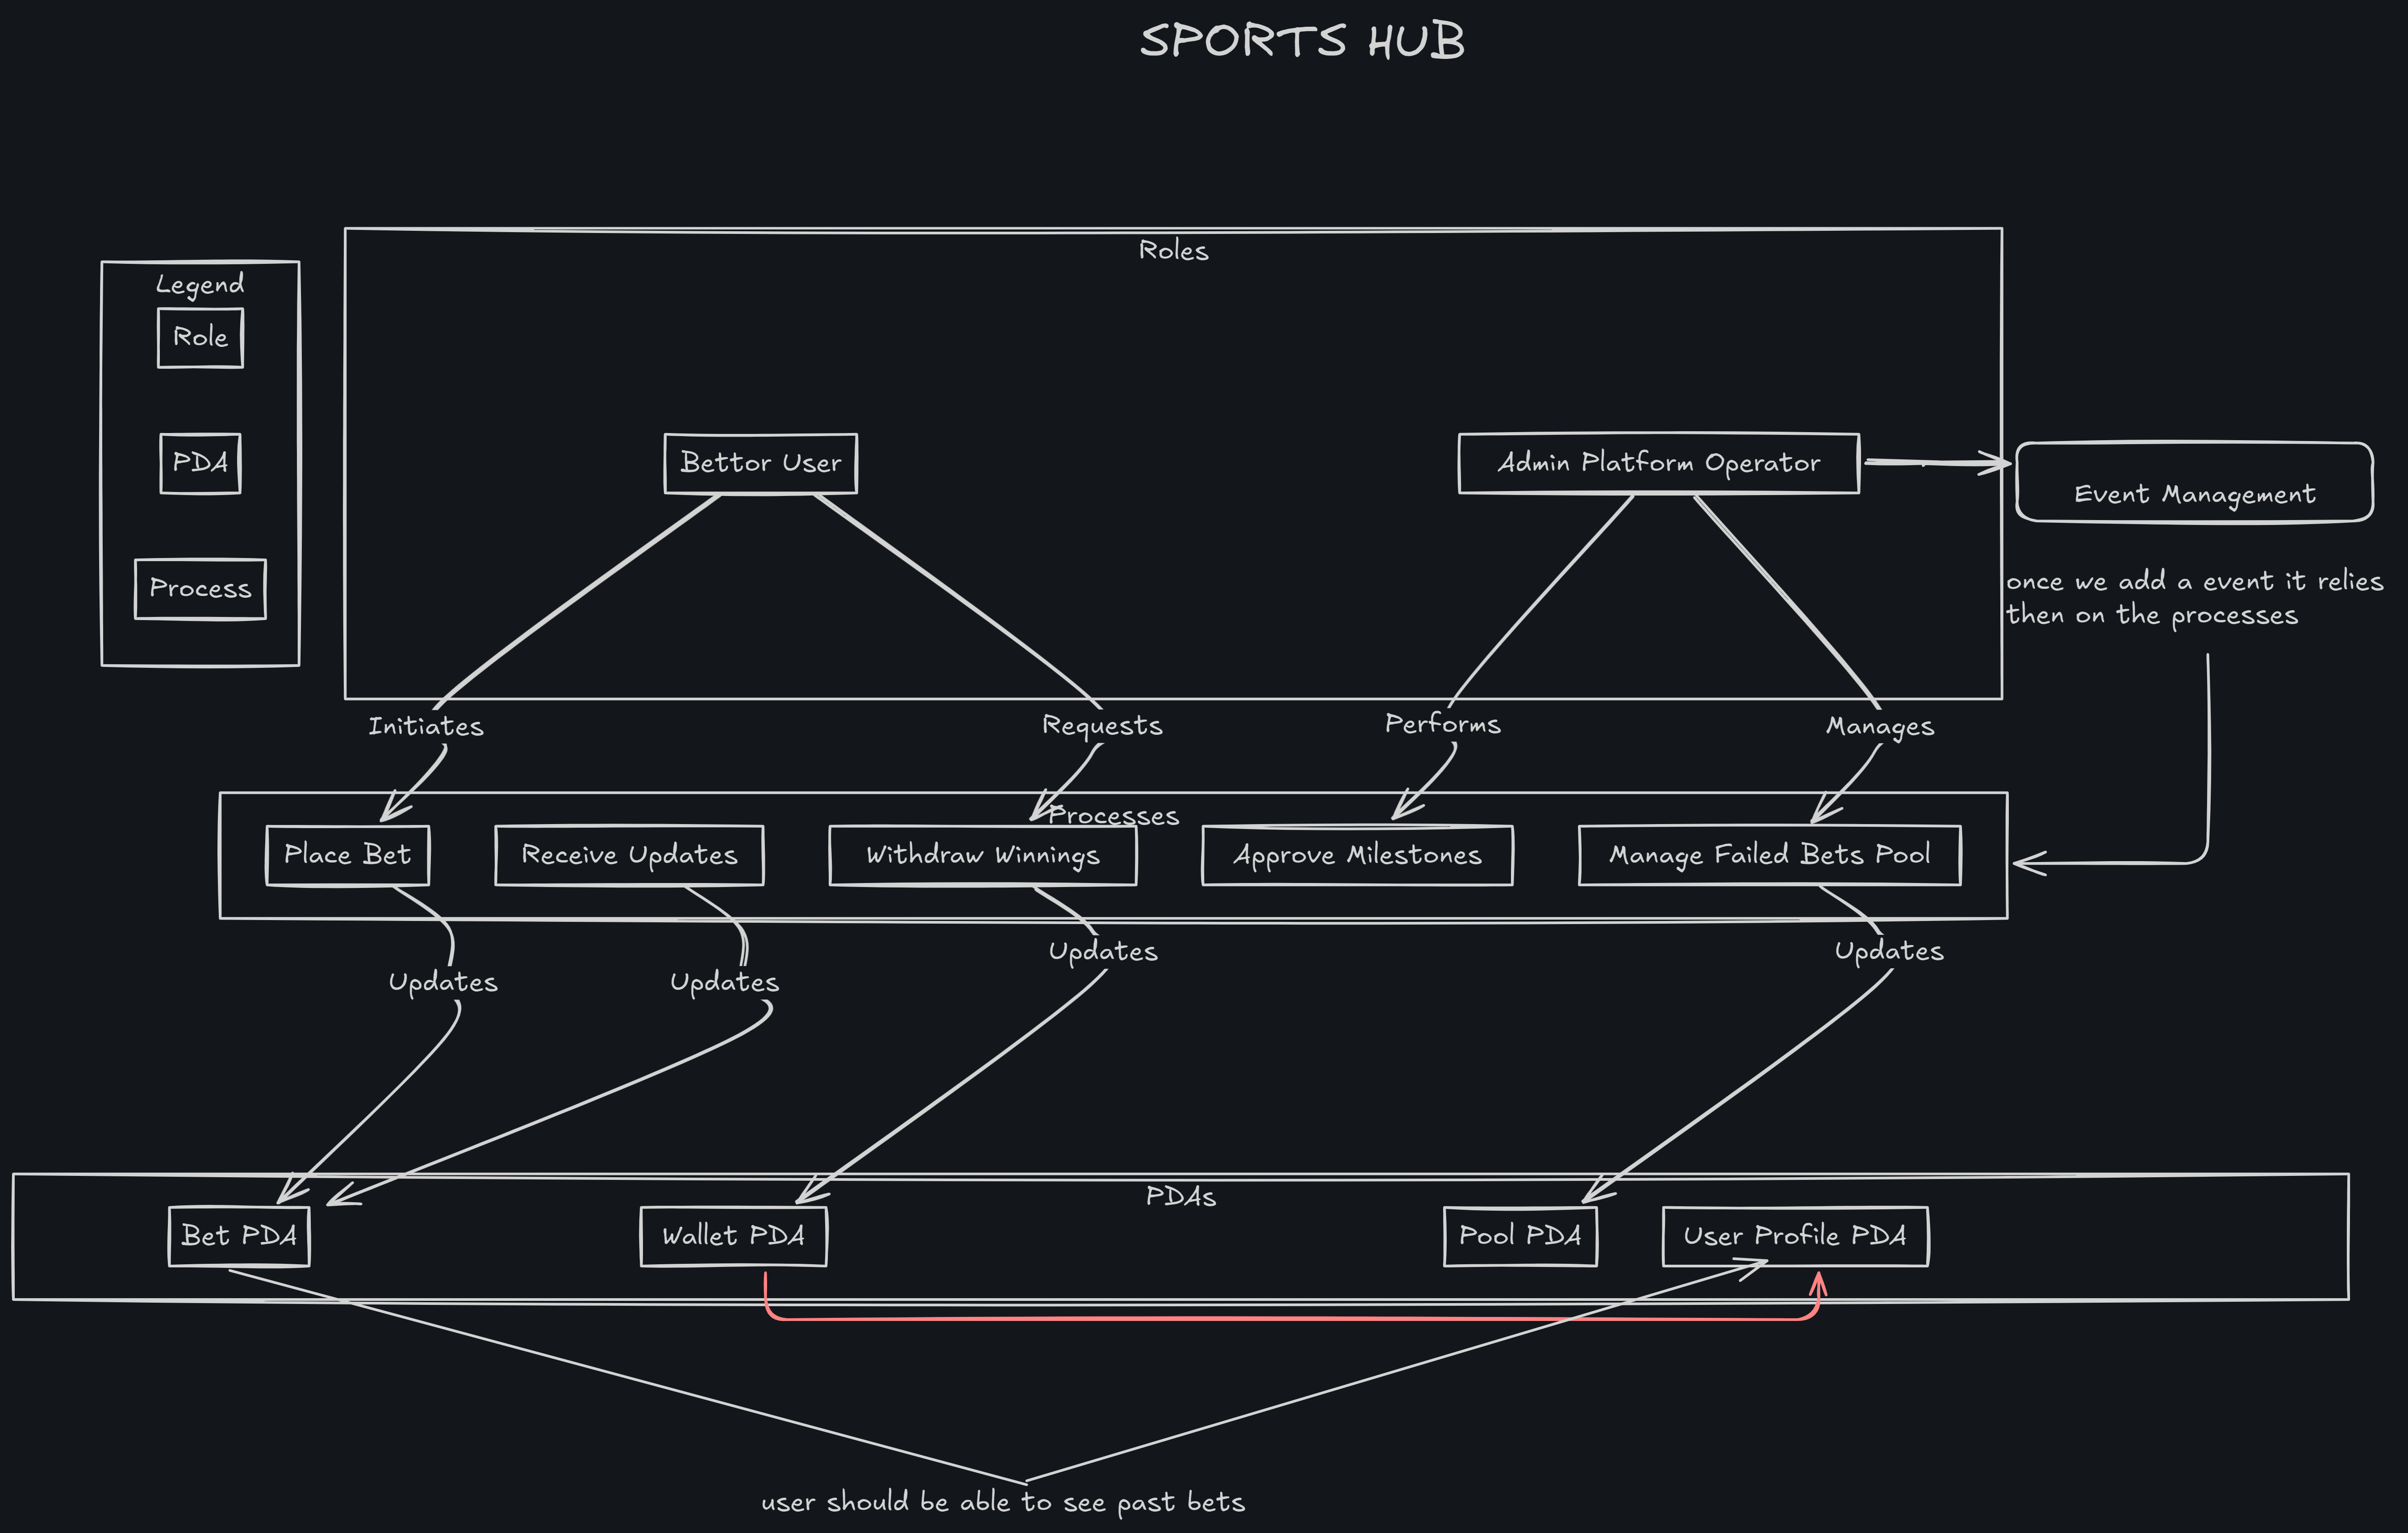 SPORTS HUB
Roles
Legend
Role
PDA
Process
Bettor User
Admin Platform Operator
Event Management
once we add a event it relies
then on the processes
Initiates
Requests
Performs
Manages
Processes
Place Bet
Receive Updates
Withdraw Winnings
Approve Milestones
Manage Failed Bets Pool
Updates
Updates
Updates
Updates
PDAs
Bet PDA
Wallet PDA
Pool PDA
User Profile PDA
user should be able to see past bets